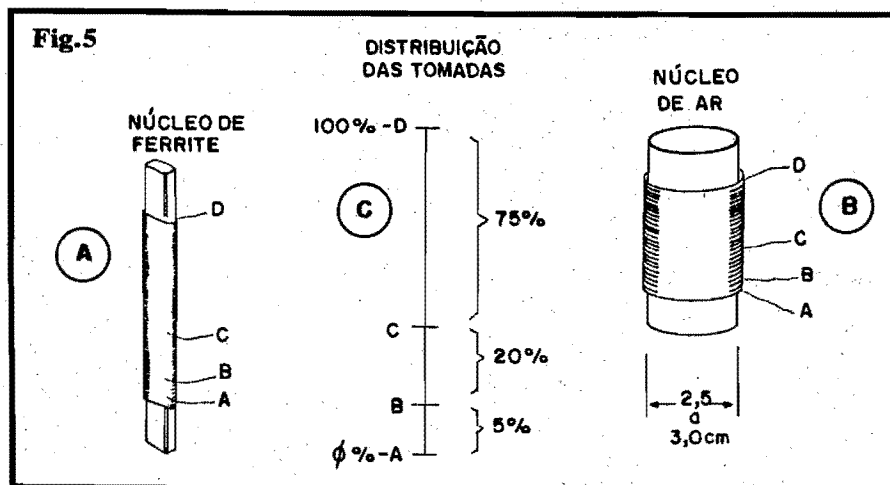 Fig.5
DISTRIBUIÇÃO
DAS TOMADAS
NÚCLEO DE
FERRITE
D
A
C
B
A
100%-D
C
75%
C
20%
B
5%
ϕ%-A
NÚCLEO
DE AR
D
B
C
B
A
2,5
a
3,0cm